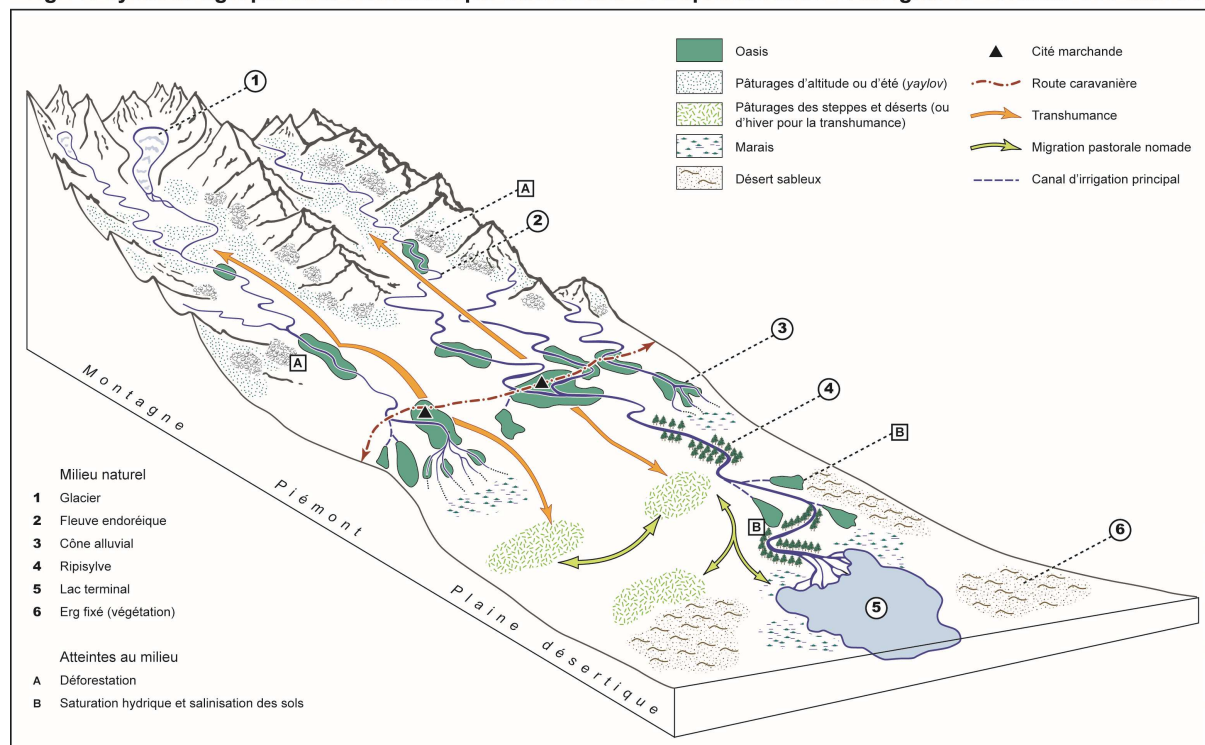 Oasis
Pâturages d'altitude ou d'été (yaylov)
Pâturages des steppes et déserts (ou
d'hiver pour la transhumance)
Marais
Désert sableux
Cité marchande
Route caravanière
Transhumance
Migration pastorale nomade
Canal d'irrigation principal
1
A
2
3
4
A
B
B
6
5
Montagne
Piémont
Plaine désertique
Milieu naturel
1 Glacier
2 Fleuve endoréique
3 Cône alluvial
4 Ripisylve
5 Lac terminal
6 Erg fixé (végétation)
Atteintes au milieu
A Déforestation
B Saturation hydrique et salinisation des sols